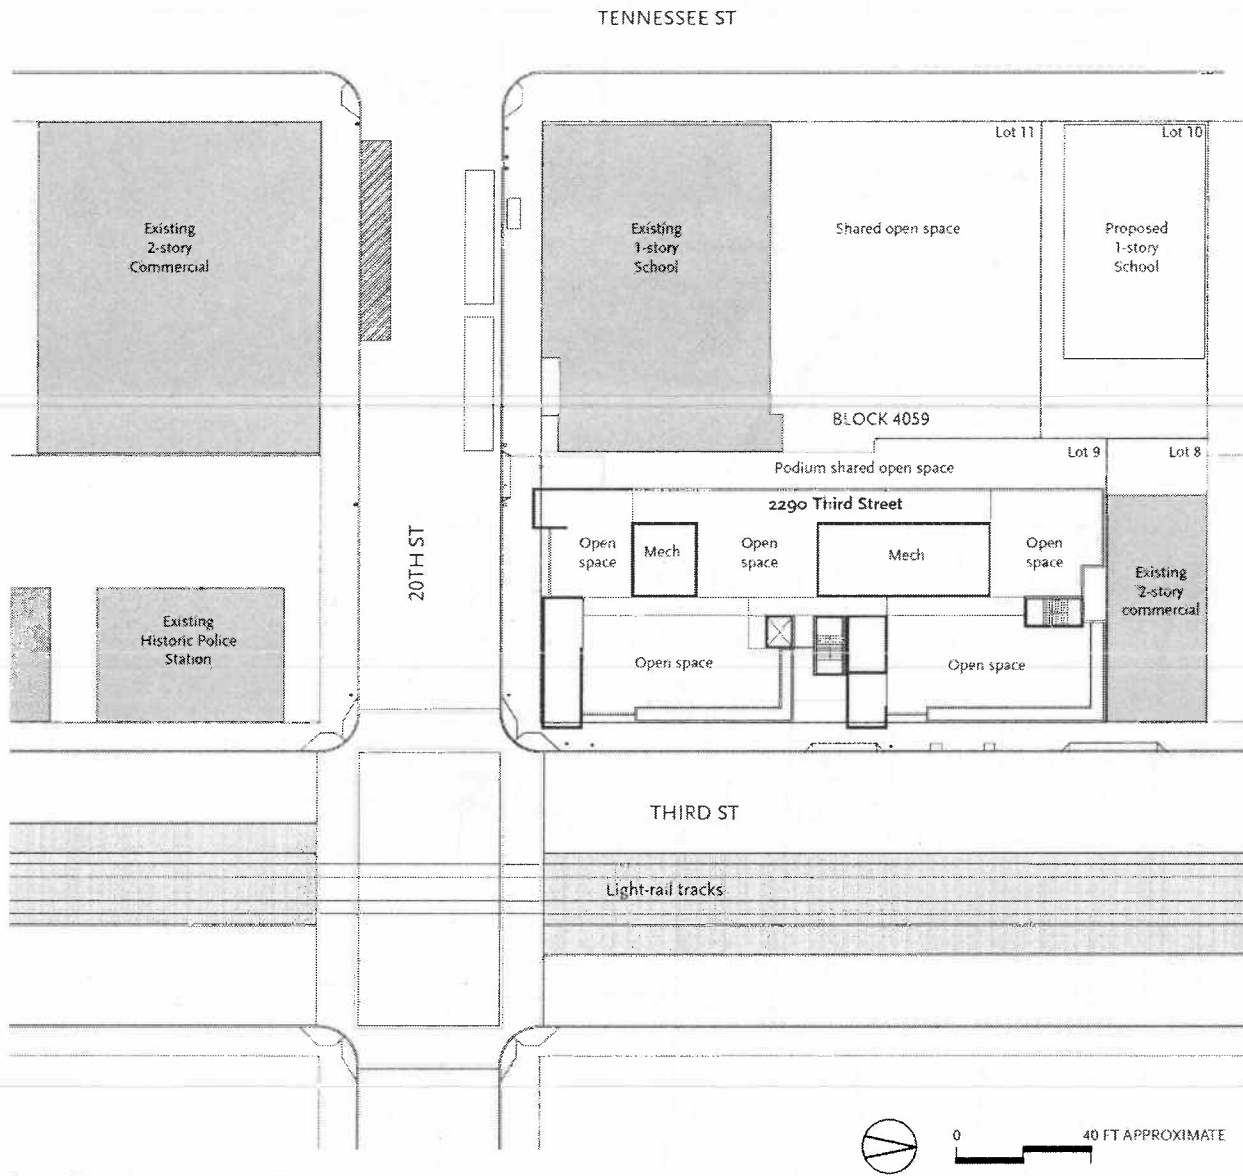 TENNESSEE ST
Lot 11
Lot 10
Existing
2-story
Commercial
Existing
1-story
School
Shared open space
Proposed
1-story
School
BLOCK 4059
Lot 9
Lot 8
Podium shared open space
2290 Third Street
20TH ST
Open
space
Mech
Open
space
Mech
Open
space
Existing
2-story
commercial
Existing
Historic Police
Station
Open space
Open space
THIRD ST
Light-rail tracks
0
40 FT APPROXIMATE